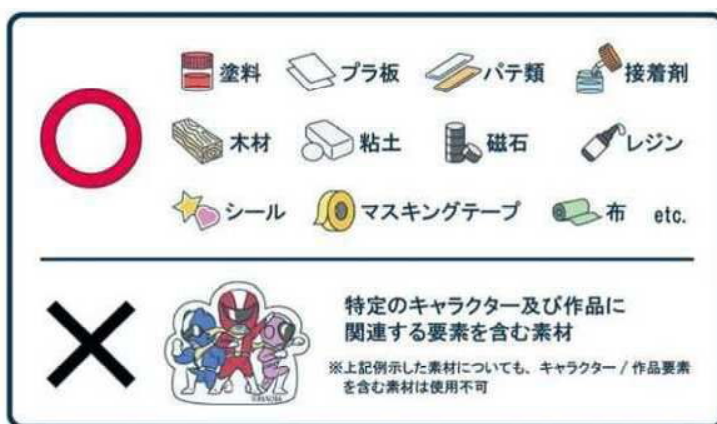 塗料 プラ板 パテ類 接着剤
木材 粘土 磁石 レジン
シール マスキングテープ 布 etc.
特定のキャラクター及び作品に
関連する要素を含む素材
※上記例示した素材についても、キャラクター / 作品要素
を含む素材は使用不可